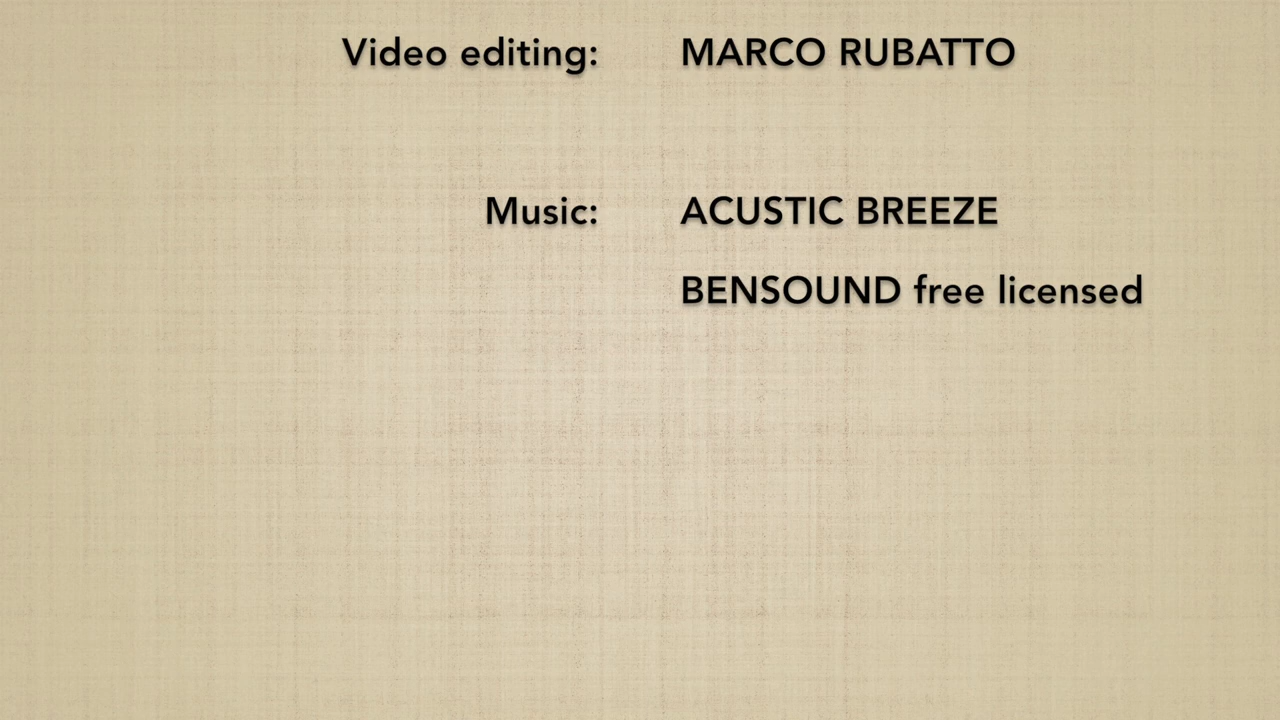 Video editing: MARCO RUBATTO
Music: ACUSTIC BREEZE
BENSOUND free licensed